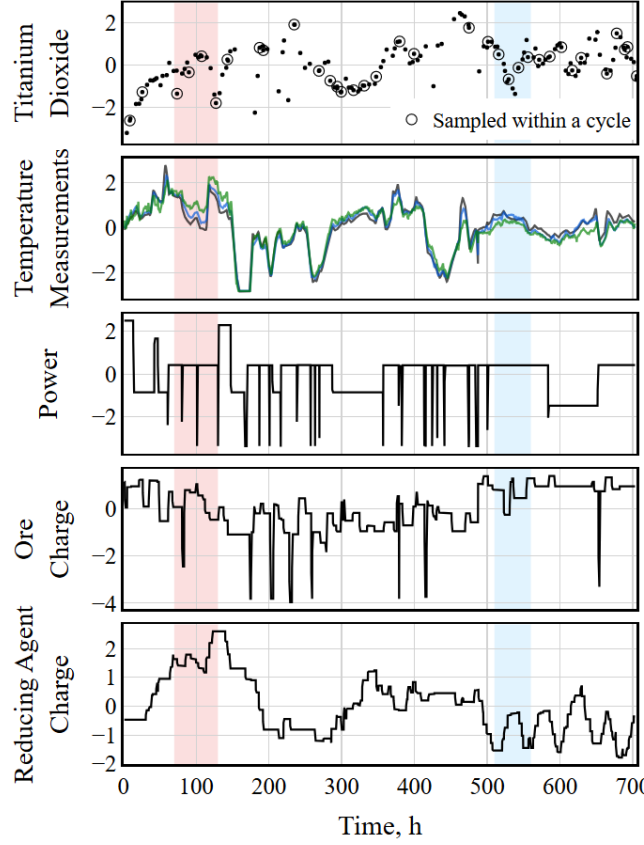 Titanium
Dioxide
2
0
−2
Sampled within a cycle
Temperature
Measurements
2
0
−2
Power
2
0
−2
Ore
Charge
0
−2
−4
Reducing Agent
Charge
2
1
0
−1
−2
0 100 200 300 400 500 600 700
Time, h